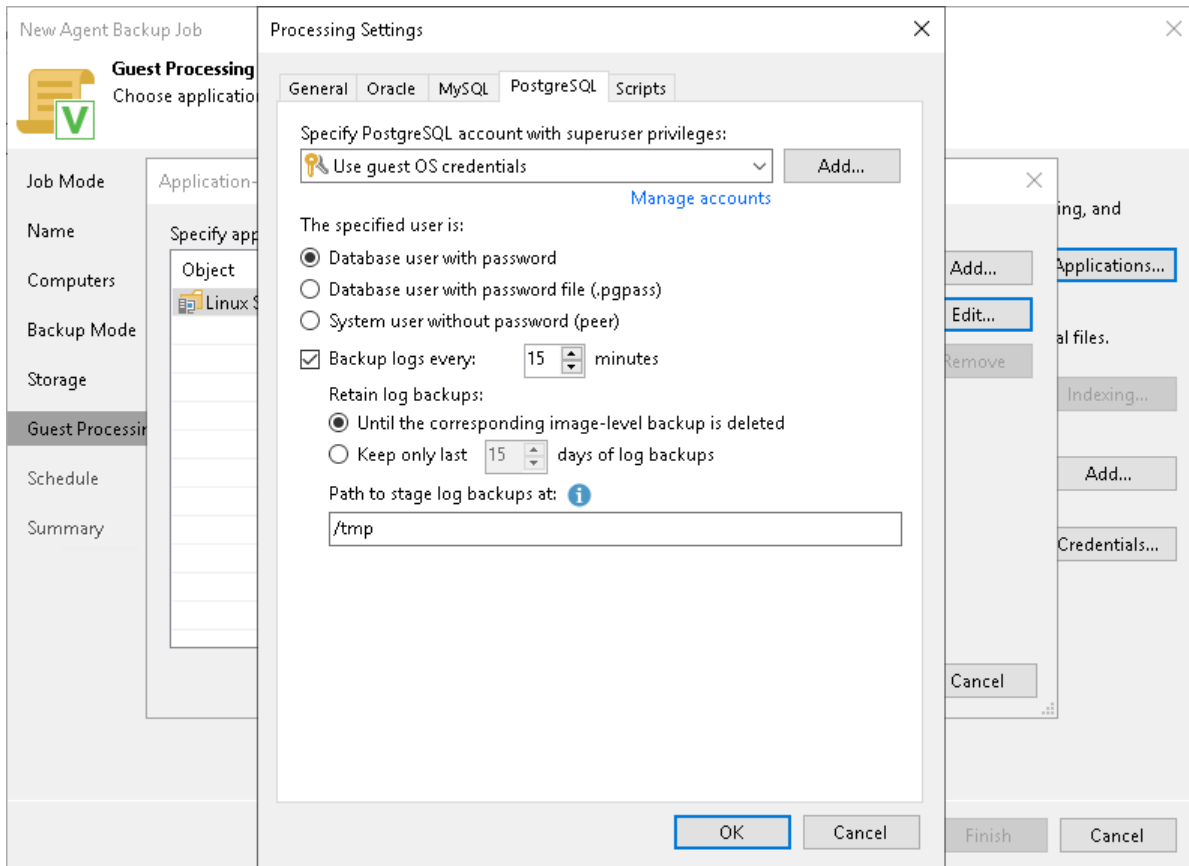 New Agent Backup Job
Processing Settings
Guest Processing
Choose applicatio
General Oracle MySQL PostgreSQL Scripts
Specify PostgreSQL account with superuser privileges:
Use guest OS credentials
Add...
Manage accounts
The specified user is:
Database user with password
Database user with password file (.pgpass)
System user without password (peer)
Backup logs every: 15 minutes
Retain log backups:
Until the corresponding image-level backup is deleted
Keep only last 15 days of log backups
Path to stage log backups at:
/tmp
OK Cancel
Job Mode
Name
Computers
Backup Mode
Storage
Guest Processin
Schedule
Summary
Application-
Specify app
Object
Linux S
Add...
Edit...
Remove
Cancel
ing, and
Applications...
al files.
Indexing...
Add...
Credentials...
Finish Cancel